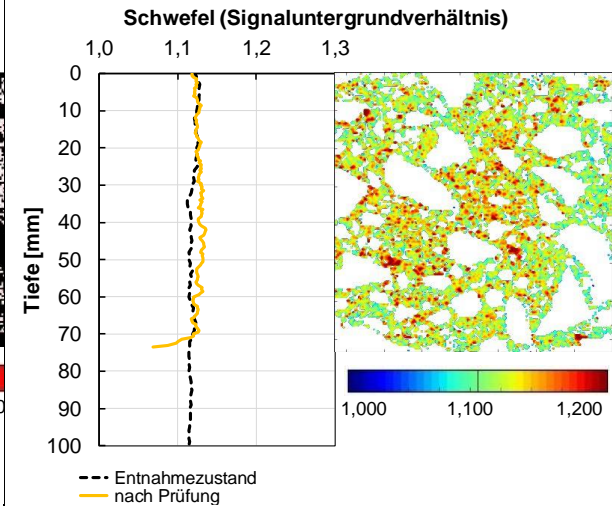 Schwefel (Signaluntergrundverhältnis)
1,0 1,1 1,2 1,3
0
10
20
30
40
50
60
70
80
90
100
Tiefe [mm]
1,000 1,100 1,200
Entnahmezustand
nach Prüfung